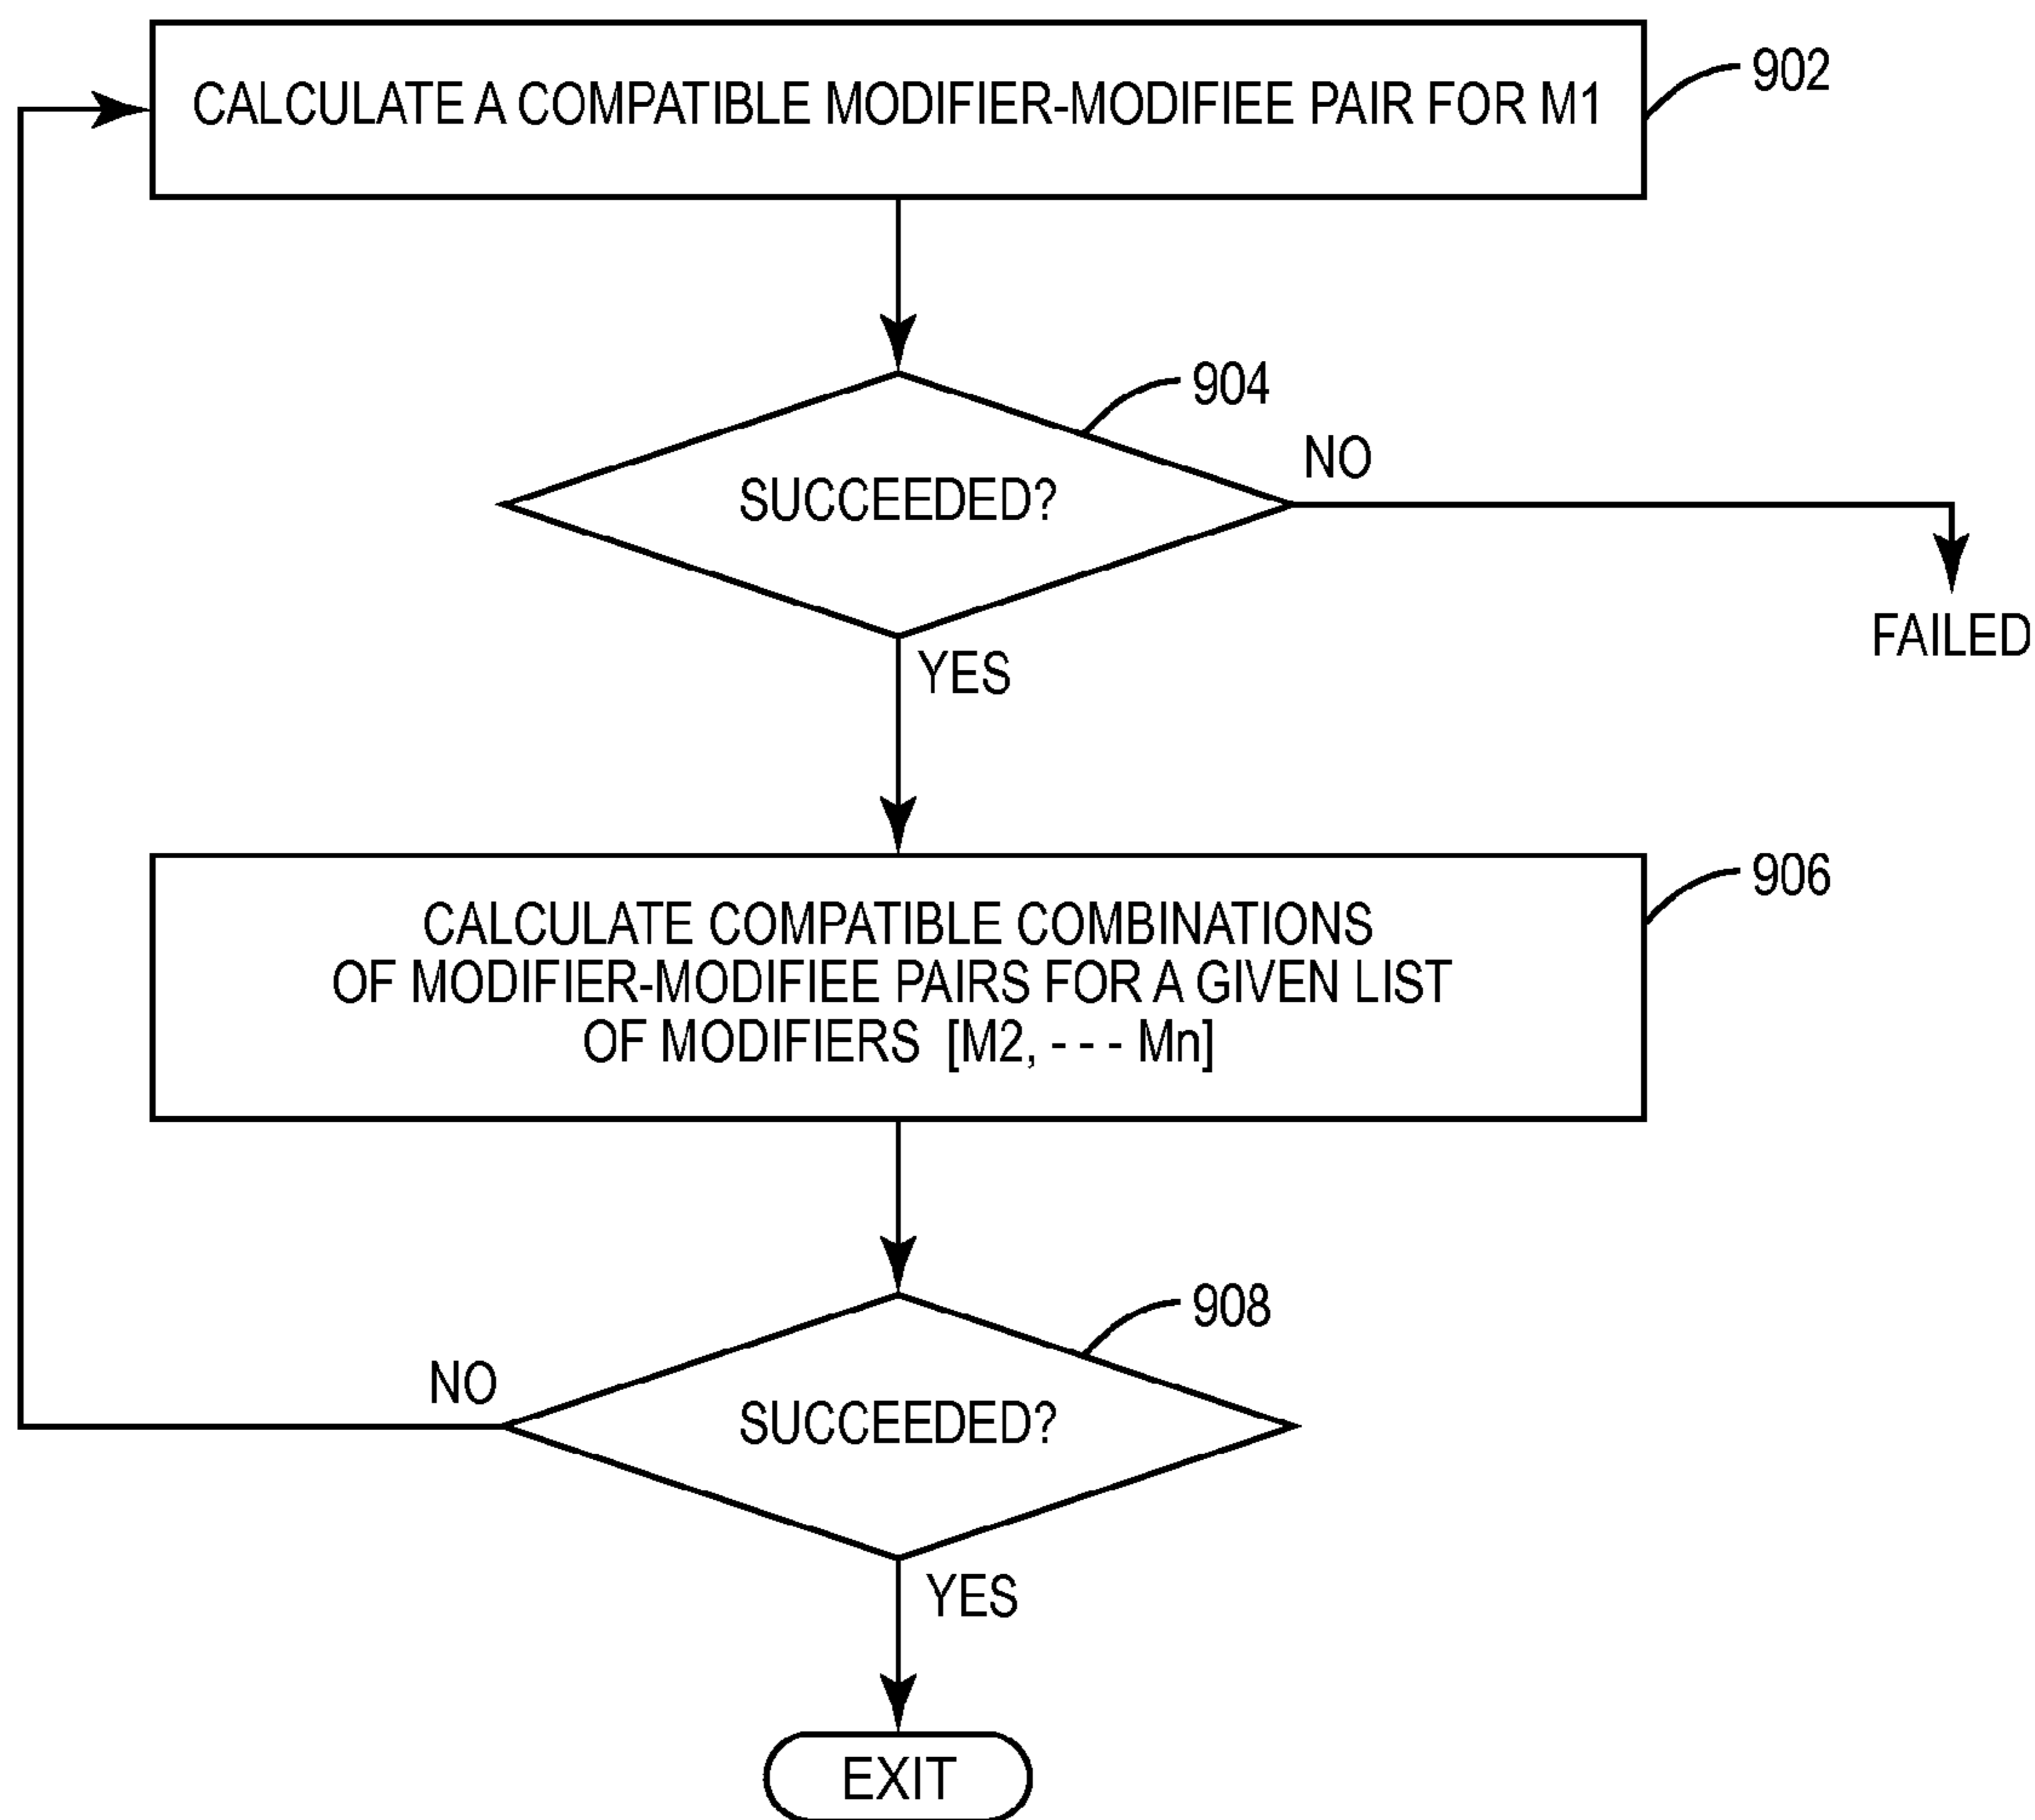 CALCULATE A COMPATIBLE MODIFIER-MODIFIEE PAIR FOR M1
902
904
SUCCEEDED?
NO
FAILED
YES
906
CALCULATE COMPATIBLE COMBINATIONS
OF MODIFIER-MODIFIEE PAIRS FOR A GIVEN LIST
OF MODIFIERS [M2, - - - Mn]
908
NO
SUCCEEDED?
YES
EXIT